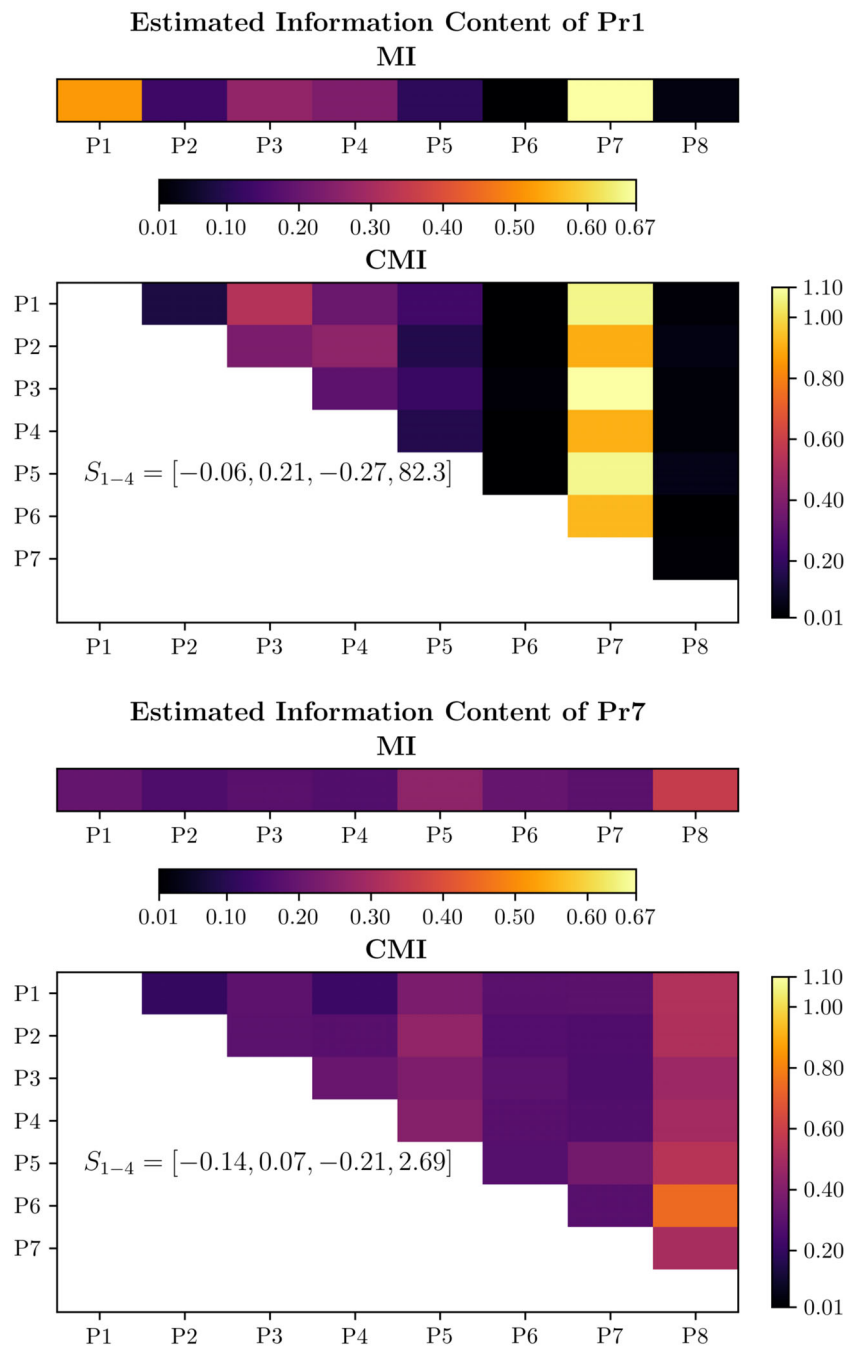 Estimated Information Content of Pr1
MI
P1 P2 P3 P4 P5 P6 P7 P8
0.01 0.10 0.20 0.30 0.40 0.50 0.60 0.67
CMI
P1
P2
P3
P4
P5
P6
P7
S₁₋₄ = [−0.06, 0.21, −0.27, 82.3]
P1 P2 P3 P4 P5 P6 P7 P8
1.10
1.00
0.80
0.60
0.40
0.20
0.01
Estimated Information Content of Pr7
MI
P1 P2 P3 P4 P5 P6 P7 P8
0.01 0.10 0.20 0.30 0.40 0.50 0.60 0.67
CMI
P1
P2
P3
P4
P5
P6
P7
S₁₋₄ = [−0.14, 0.07, −0.21, 2.69]
P1 P2 P3 P4 P5 P6 P7 P8
1.10
1.00
0.80
0.60
0.40
0.20
0.01